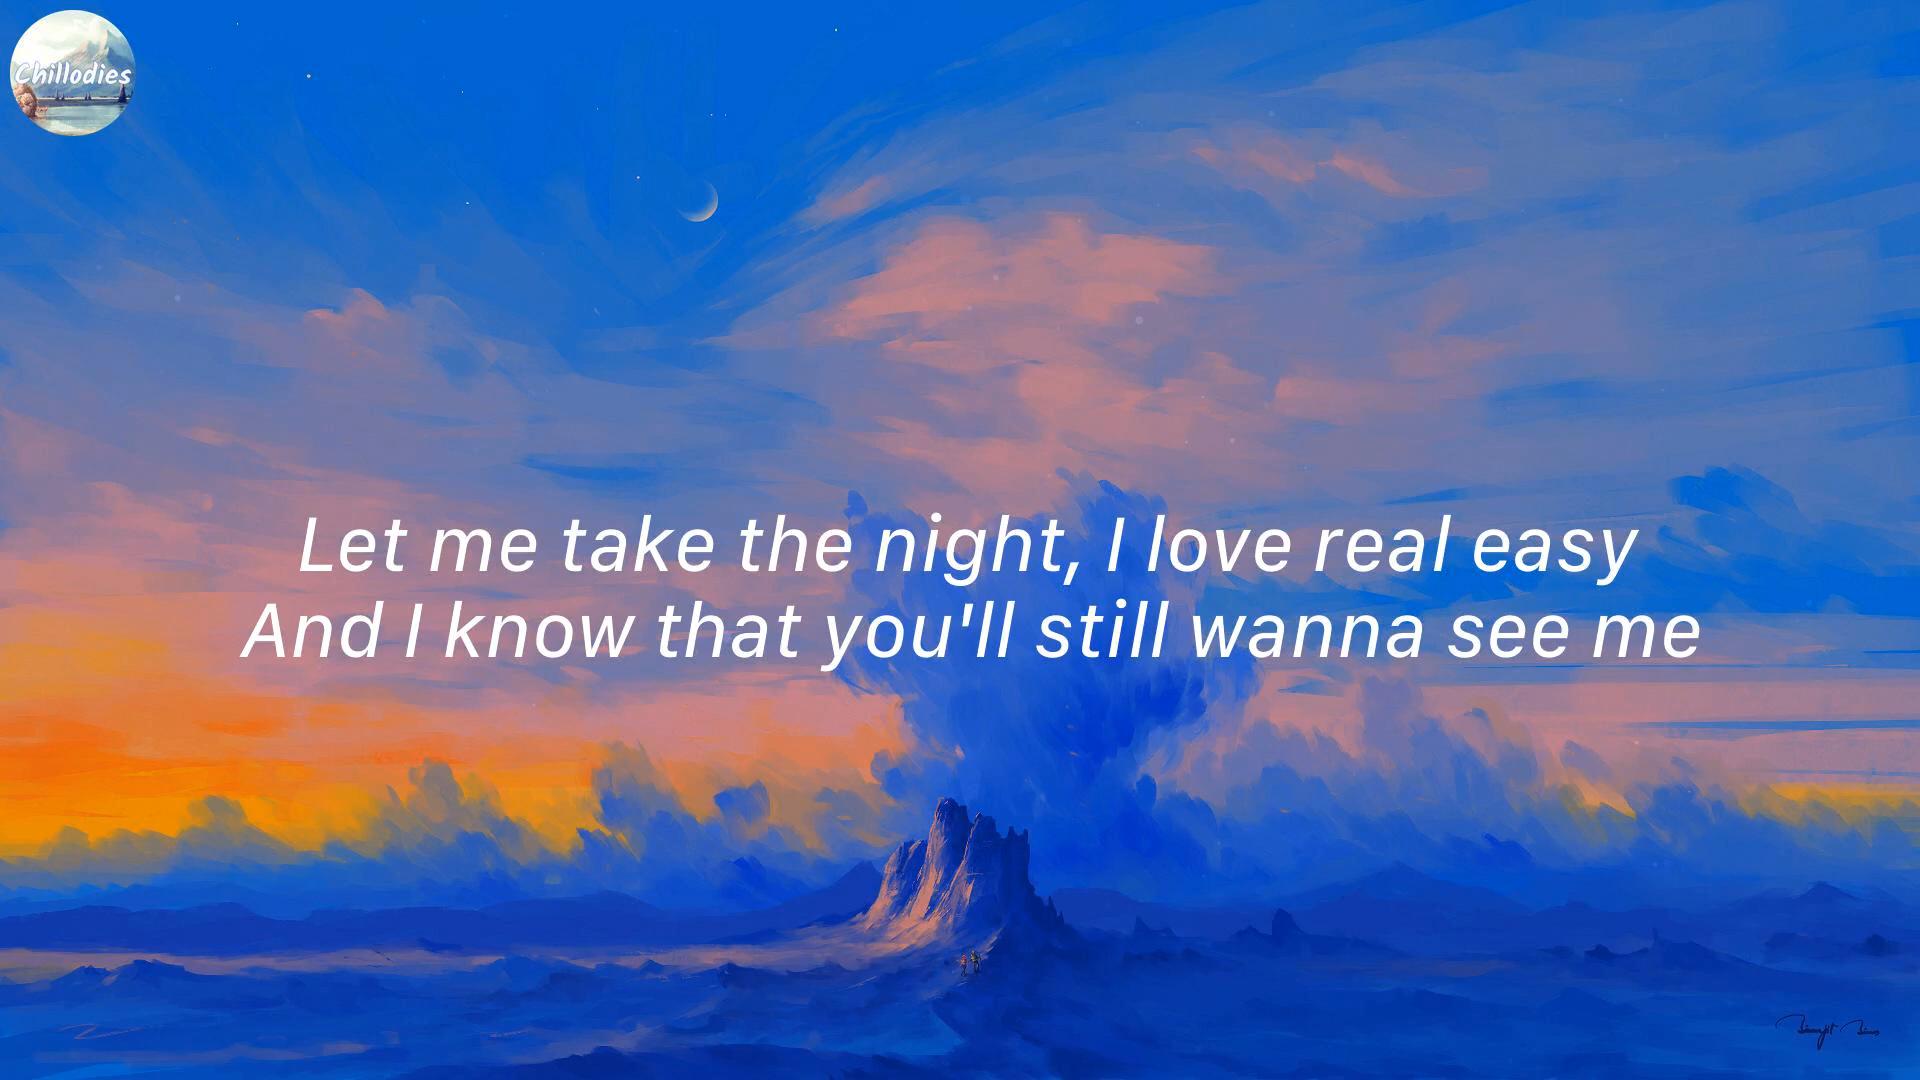 Chillodies
Let me take the night, I love real easy
And I know that you'll still wanna see me